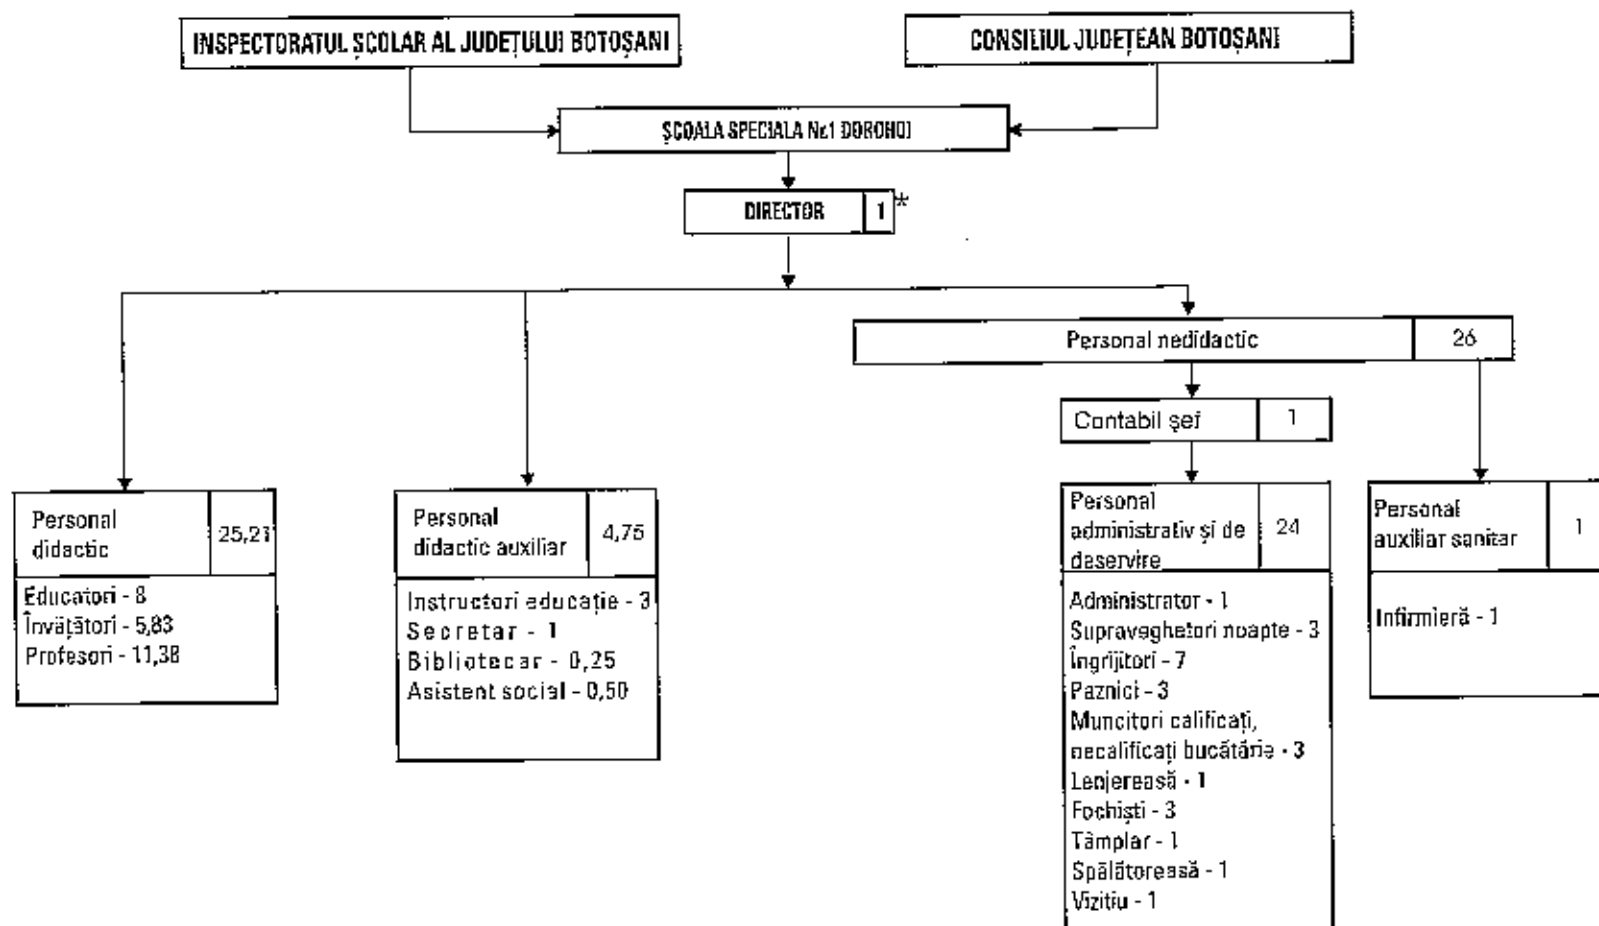 INSPECTORATUL ȘCOLAR AL JUDEȚULUI BOTOȘANI
CONSILIUL JUDEȚEAN BOTOȘANI
ȘCOALA SPECIALA Nr.1 DOROHOI
DIRECTOR 1 *
Personal nedidactic 26
Contabil șef 1
Personal
didactic
25,21
Educatori - 8
Învățători - 5,83
Profesori - 11,38
Personal
didactic auxiliar
4,75
Instructori educație - 3
Secretar - 1
Bibliotecar - 0,25
Asistent social - 0,50
Personal
administrativ și de
deservire
24
Administrator - 1
Supraveghetori noapte - 3
Îngrijitori - 7
Paznici - 3
Muncitori calificați,
necalificați bucătărie - 3
Lenjereasă - 1
Fochiști - 3
Tâmplar - 1
Spălătoreasă - 1
Vizitiu - 1
Personal
auxiliar sanitar
1
Infirmieră - 1